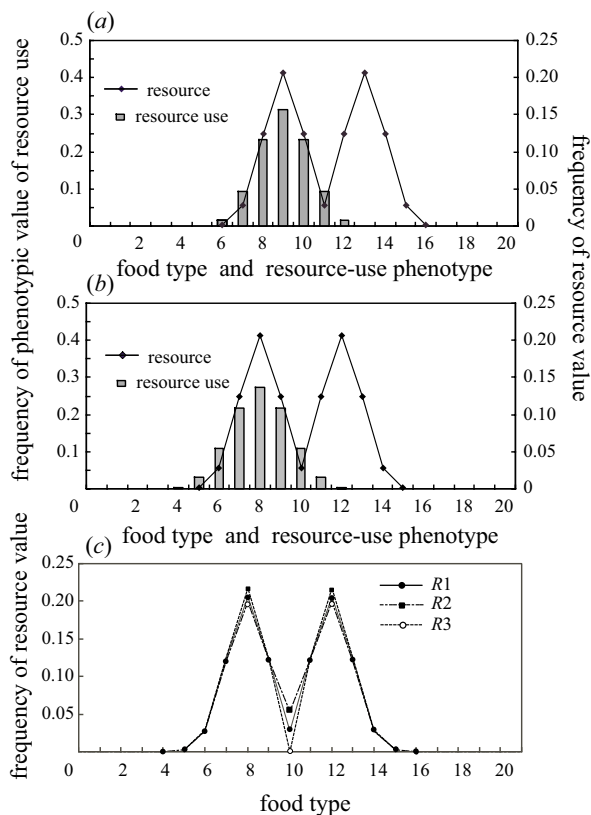 (a)
0.5
0.4
0.3
0.2
0.1
0
0.25
0.20
0.15
0.10
0.05
0
resource
resource use
2 4 6 8 10 12 14 16 18 20
food type and resource-use phenotype
frequency of phenotypic value of resource use
frequency of resource value
(b)
0.5
0.4
0.3
0.2
0.1
0
0.25
0.20
0.15
0.10
0.05
0
resource
resource use
2 4 6 8 10 12 14 16 18 20
food type and resource-use phenotype
(c)
0.25
0.20
0.15
0.10
0.05
R1
R2
R3
0 2 4 6 8 10 12 14 16 18 20
food type
frequency of resource value